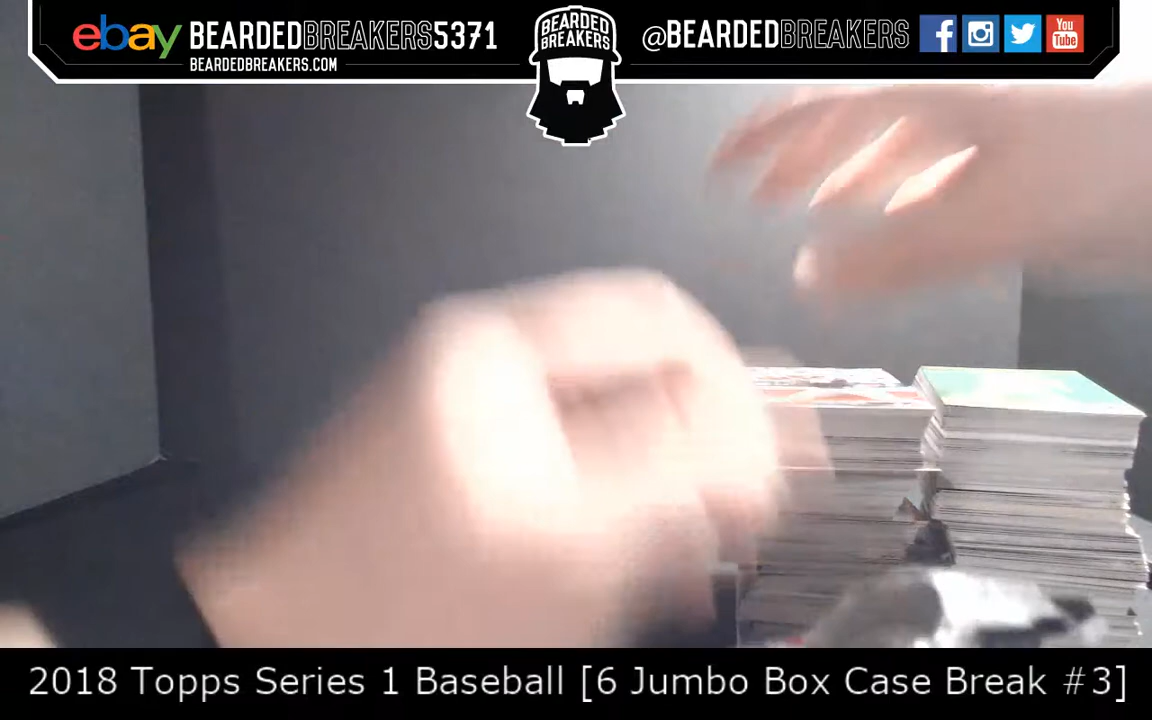 ebay BEARDEDBREAKERS5371
BEARDEDBREAKERS.COM
BEARDED
BREAKERS
@BEARDEDBREAKERS
You
Tube
2018 Topps Series 1 Baseball [6 Jumbo Box Case Break #3]